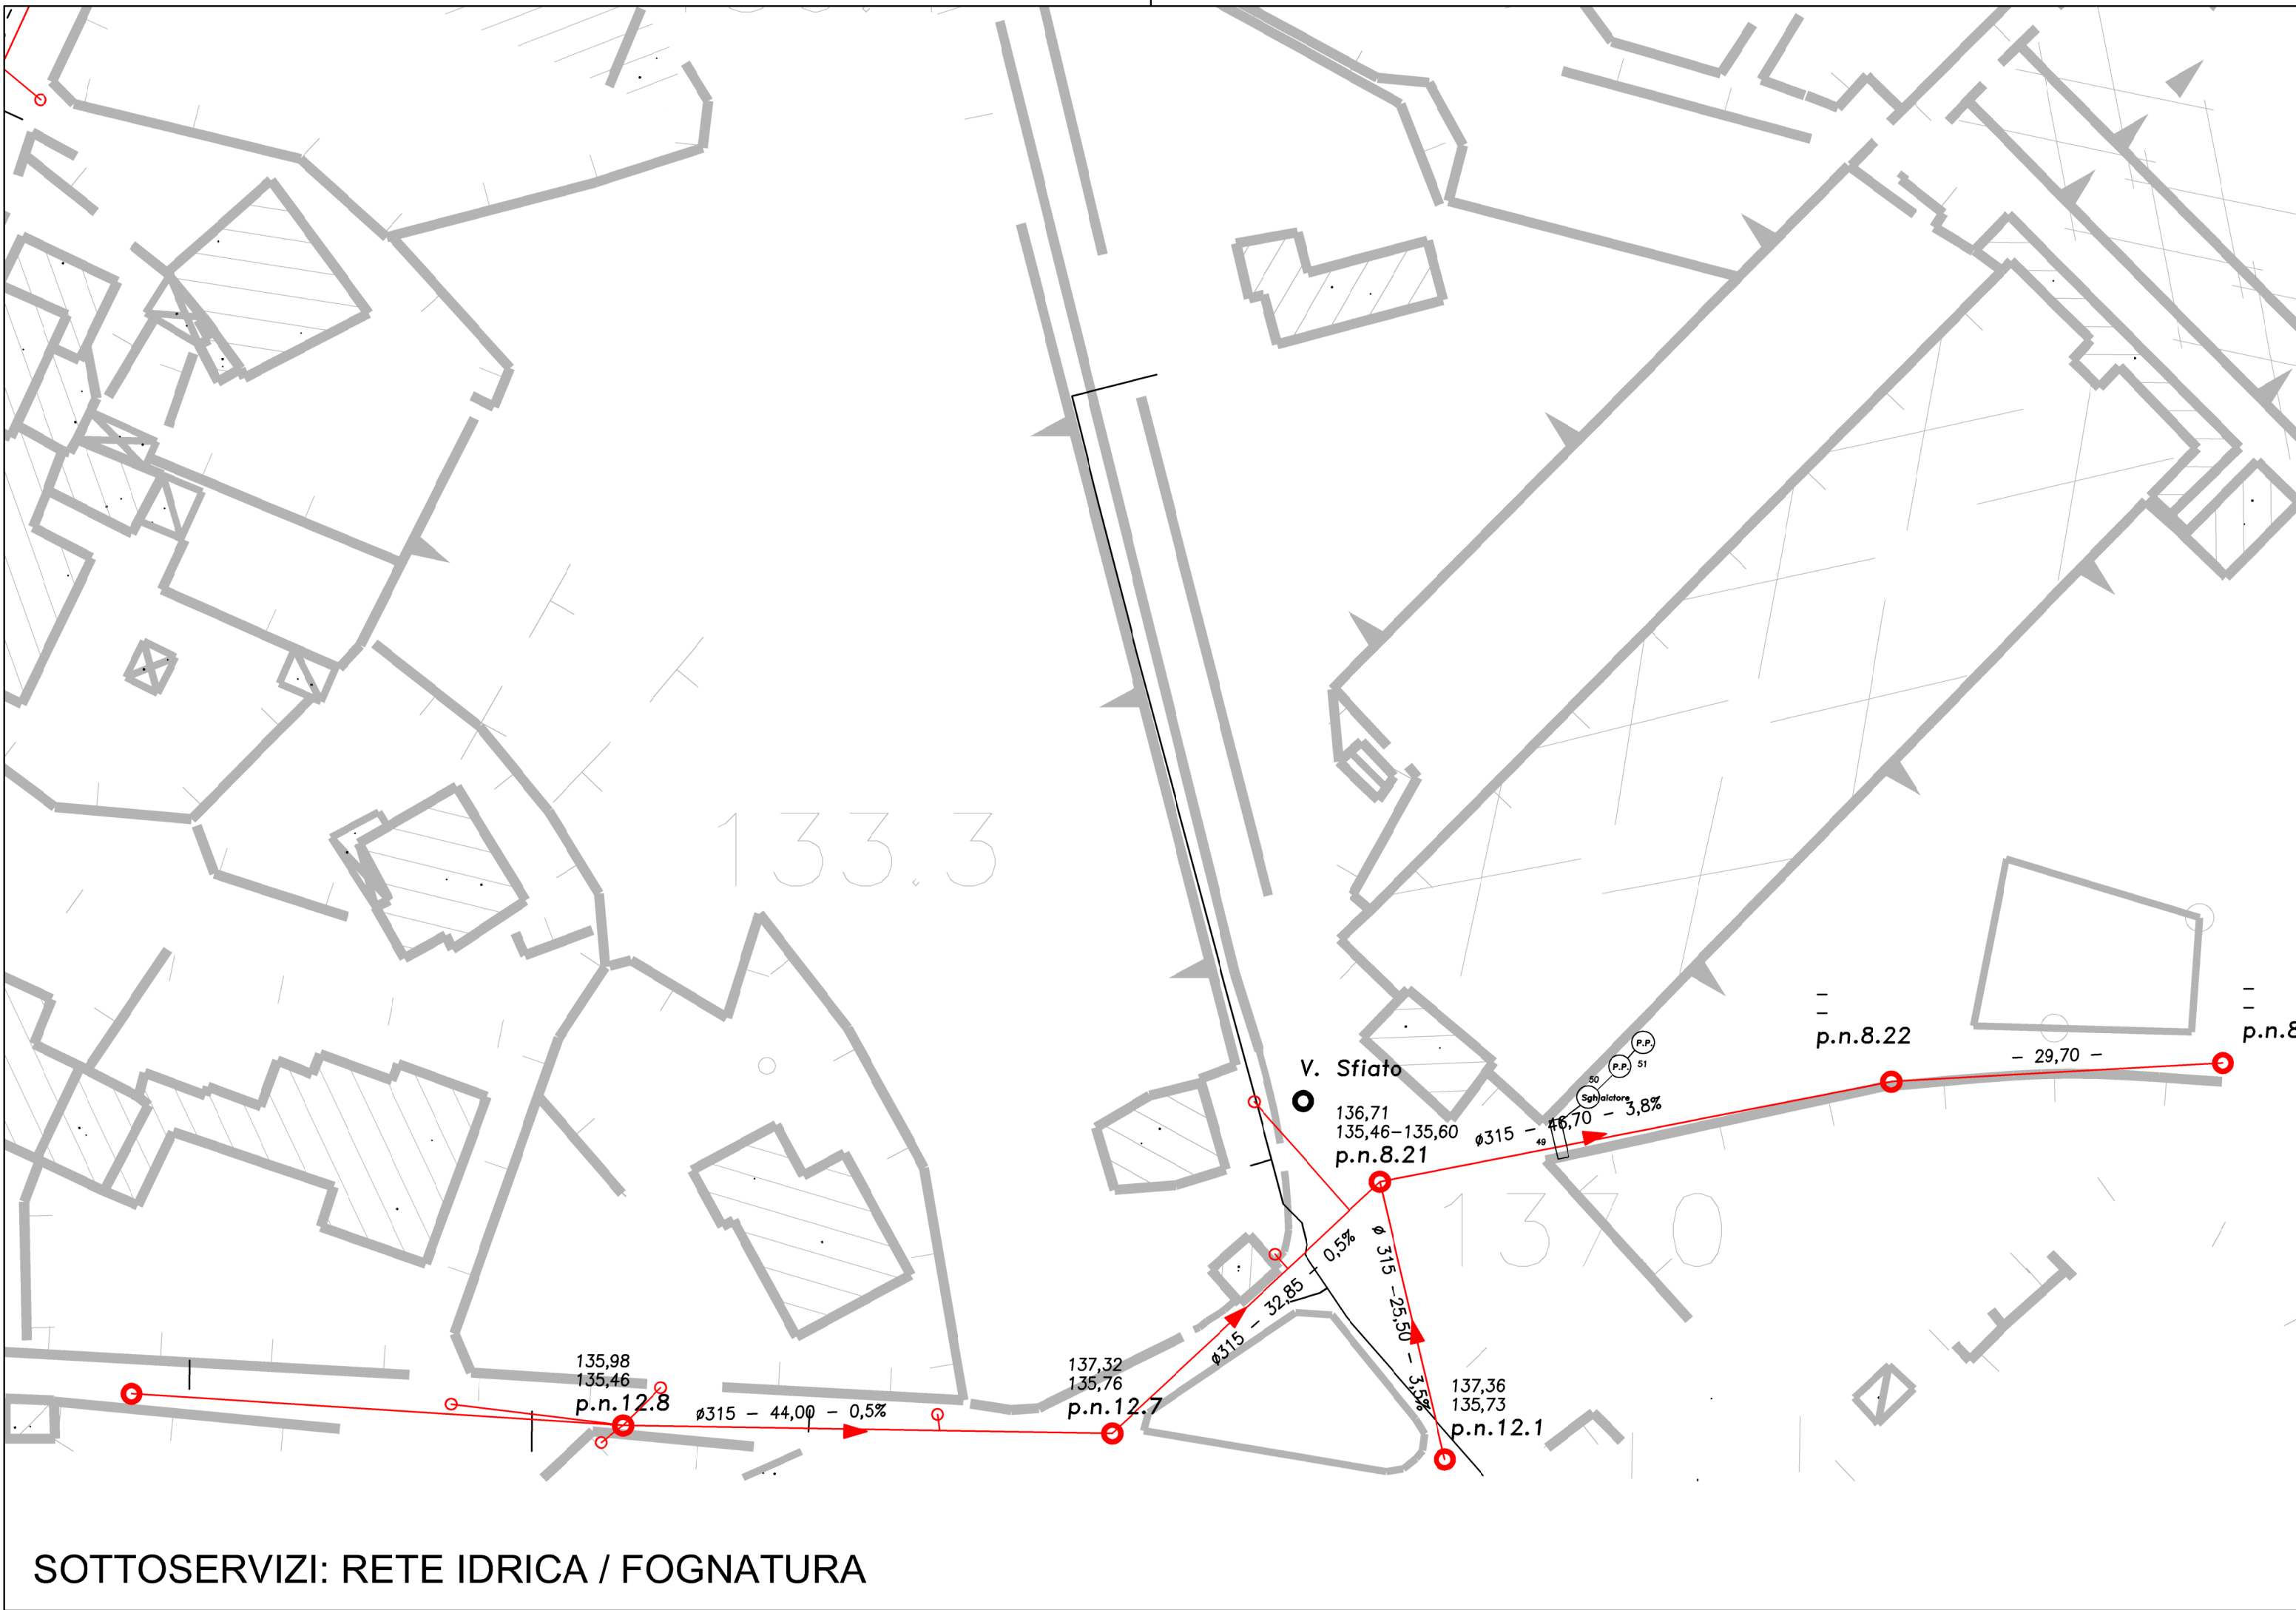 133.3
V. Sfiato
136,71
135,46-135,60
p.n.8.21
ø315 - 46,70 - 3,8%
49
50
Sghiaiatore
P.P.
51
P.P.
–
–
p.n.8.22
- 29,70 -
–
–
p.n.8
ø315 - 32,85 - 0,5%
ø 315 -25,50 - 3,5%
135,98
135,46
p.n.12.8
ø315 - 44,00 - 0,5%
137,32
135,76
p.n.12.7
137,36
135,73
p.n.12.1
SOTTOSERVIZI: RETE IDRICA / FOGNATURA